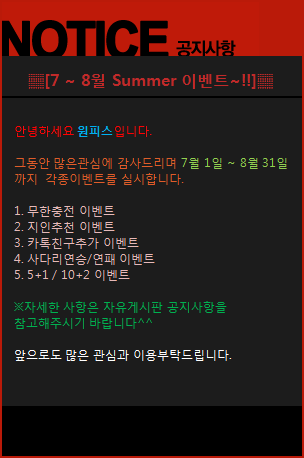 NOTICE 공지사항
▒[7 ~ 8월 Summer 이벤트~!!]▒
안녕하세요 원피스입니다.
그동안 많은관심에 감사드리며 7월 1일 ~ 8월 31일
까지 각종이벤트를 실시합니다.
1. 무한충전 이벤트
2. 지인추천 이벤트
3. 카톡친구추가 이벤트
4. 사다리연승/연패 이벤트
5. 5+1 / 10+2 이벤트
※자세한 사항은 자유게시판 공지사항을
참고해주시기 바랍니다^^
앞으로도 많은 관심과 이용부탁드립니다.